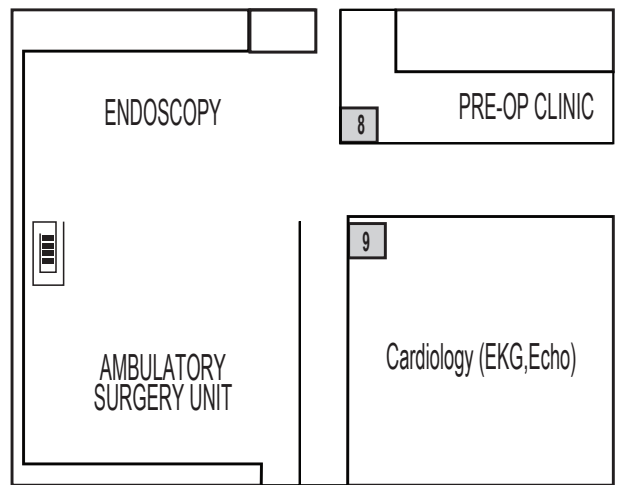 ENDOSCOPY
PRE-OP CLINIC
8
9
AMBULATORY
SURGERY UNIT
Cardiology (EKG,Echo)